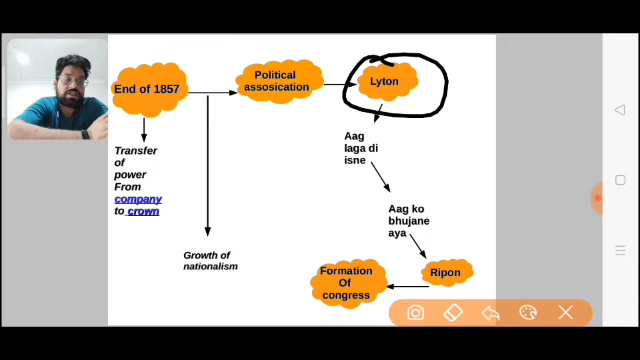 End of 1857
Political
assosication
Lyton
Transfer
of
power
From
company
to crown
Growth of
nationalism
Aag
laga di
isne
Aag ko
bhujane
aya
Ripon
Formation
Of
congress